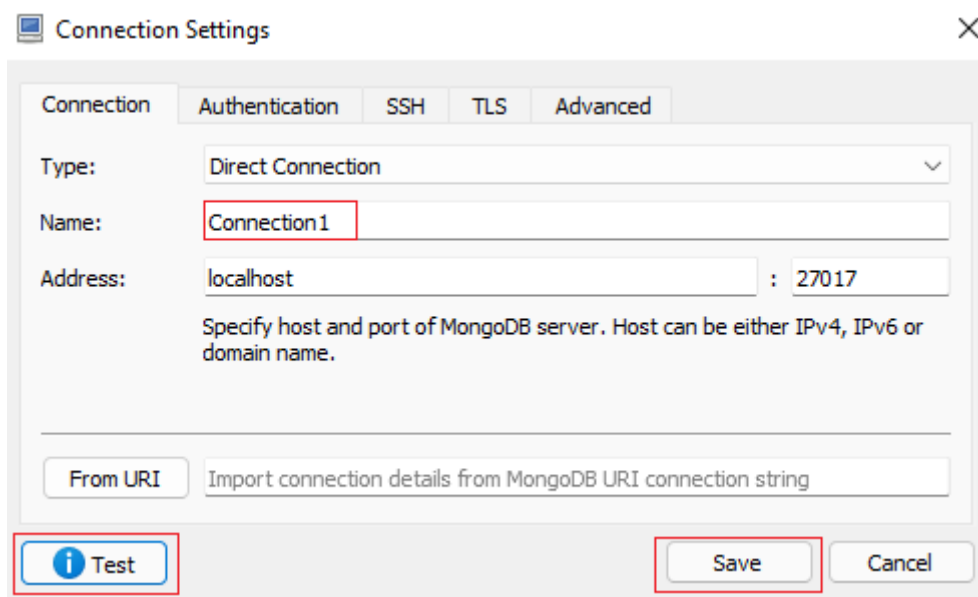 Connection Settings
Connection Authentication SSH TLS Advanced
Type: Direct Connection
Name: Connection1
Address: localhost : 27017
Specify host and port of MongoDB server. Host can be either IPv4, IPv6 or
domain name.
From URI Import connection details from MongoDB URI connection string
Test Save Cancel